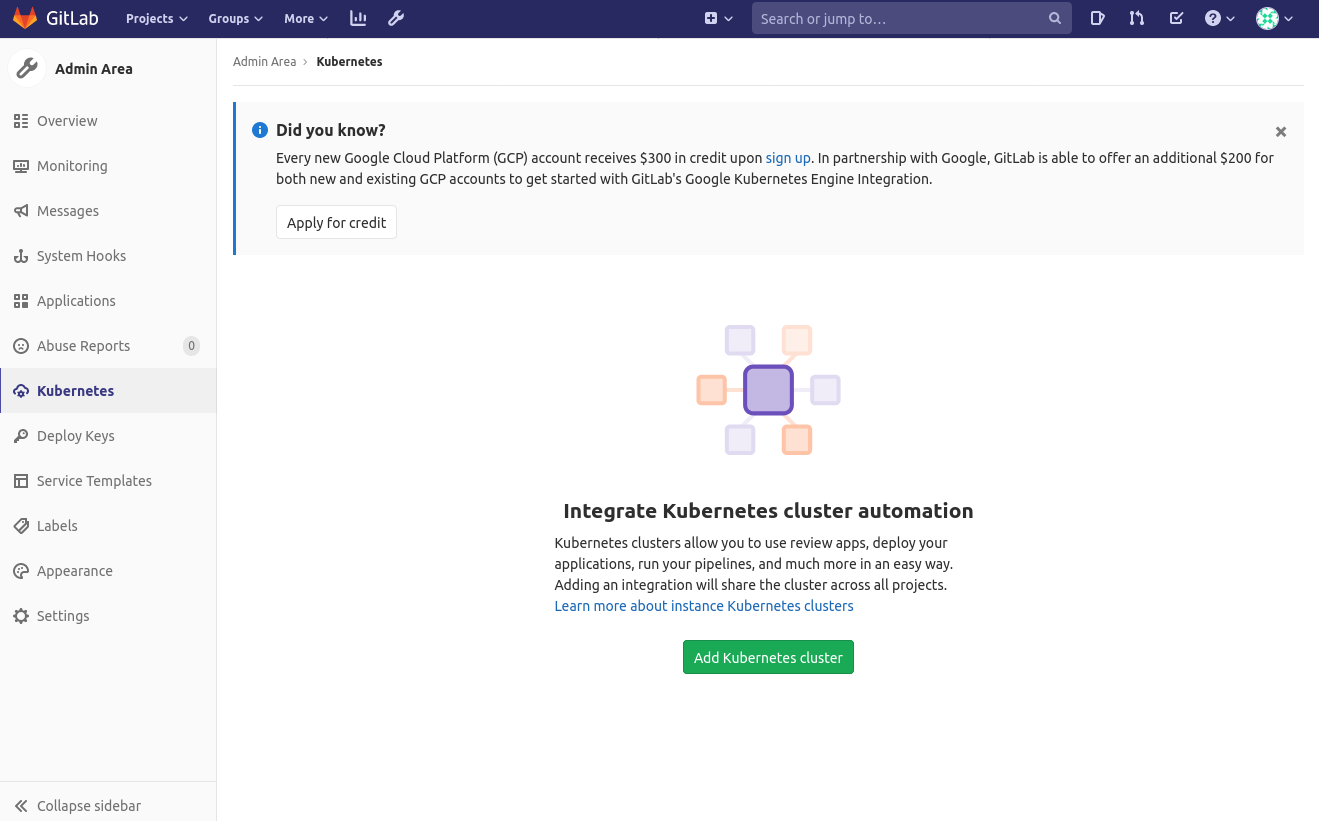 GitLab Projects Groups More Search or jump to…
Admin Area
Overview
Monitoring
Messages
System Hooks
Applications
Abuse Reports 0
Kubernetes
Deploy Keys
Service Templates
Labels
Appearance
Settings
Collapse sidebar
Admin Area › Kubernetes
Did you know?
Every new Google Cloud Platform (GCP) account receives $300 in credit upon sign up. In partnership with Google, GitLab is able to offer an additional $200 for
both new and existing GCP accounts to get started with GitLab's Google Kubernetes Engine Integration.
Apply for credit
Integrate Kubernetes cluster automation
Kubernetes clusters allow you to use review apps, deploy your
applications, run your pipelines, and much more in an easy way.
Adding an integration will share the cluster across all projects.
Learn more about instance Kubernetes clusters
Add Kubernetes cluster